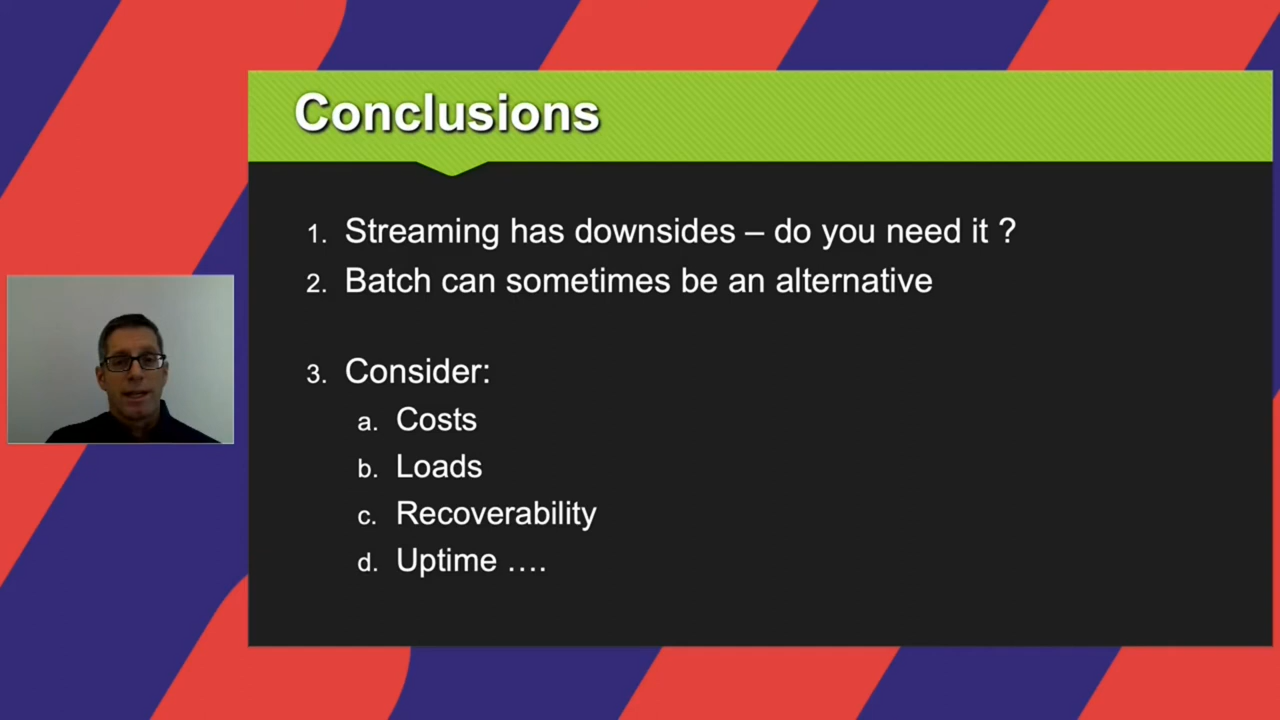 Conclusions
1. Streaming has downsides – do you need it ?
2. Batch can sometimes be an alternative
3. Consider:
a. Costs
b. Loads
c. Recoverability
d. Uptime ….